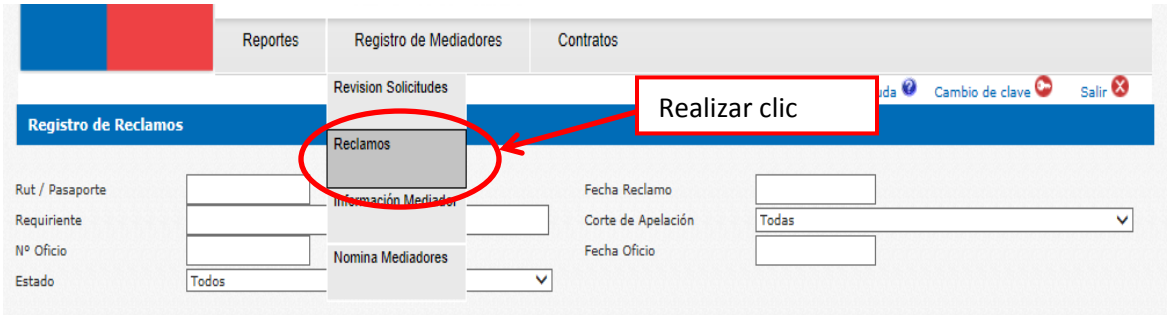 Reportes Registro de Mediadores Contratos
Revision Solicitudes
Realizar clic
uda Cambio de clave Salir
Registro de Reclamos
Reclamos
Rut / Pasaporte Fecha Reclamo
Información Mediador
Requiriente Corte de Apelación Todas
Nº Oficio Fecha Oficio
Nomina Mediadores
Estado Todos